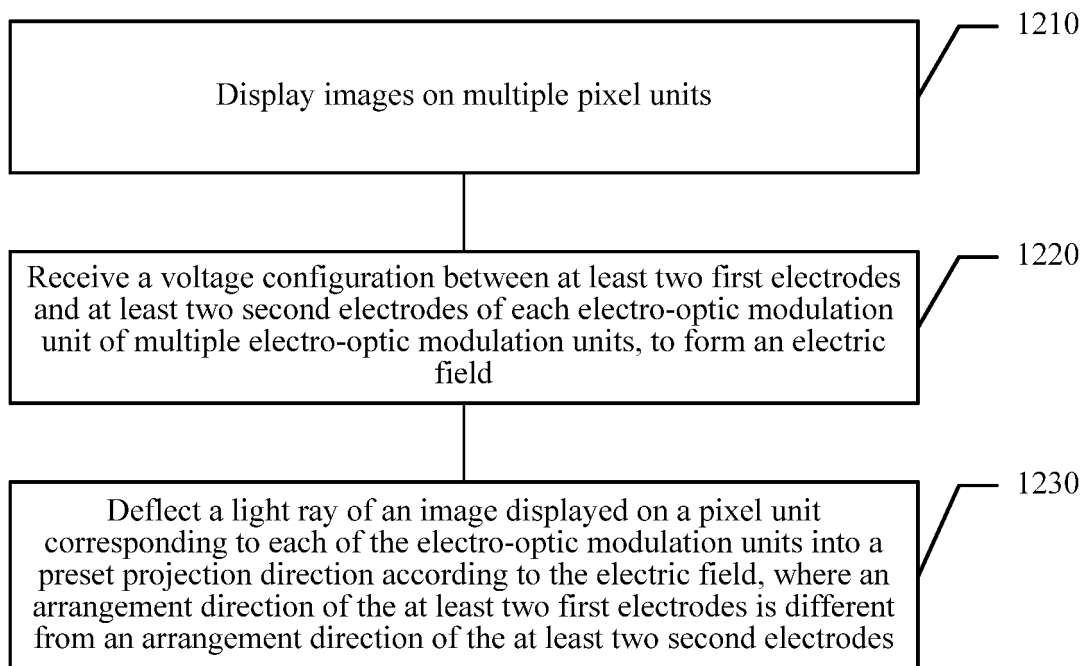 1210
Display images on multiple pixel units
1220
Receive a voltage configuration between at least two first electrodes
and at least two second electrodes of each electro-optic modulation
unit of multiple electro-optic modulation units, to form an electric
field
1230
Deflect a light ray of an image displayed on a pixel unit
corresponding to each of the electro-optic modulation units into a
preset projection direction according to the electric field, where an
arrangement direction of the at least two first electrodes is different
from an arrangement direction of the at least two second electrodes